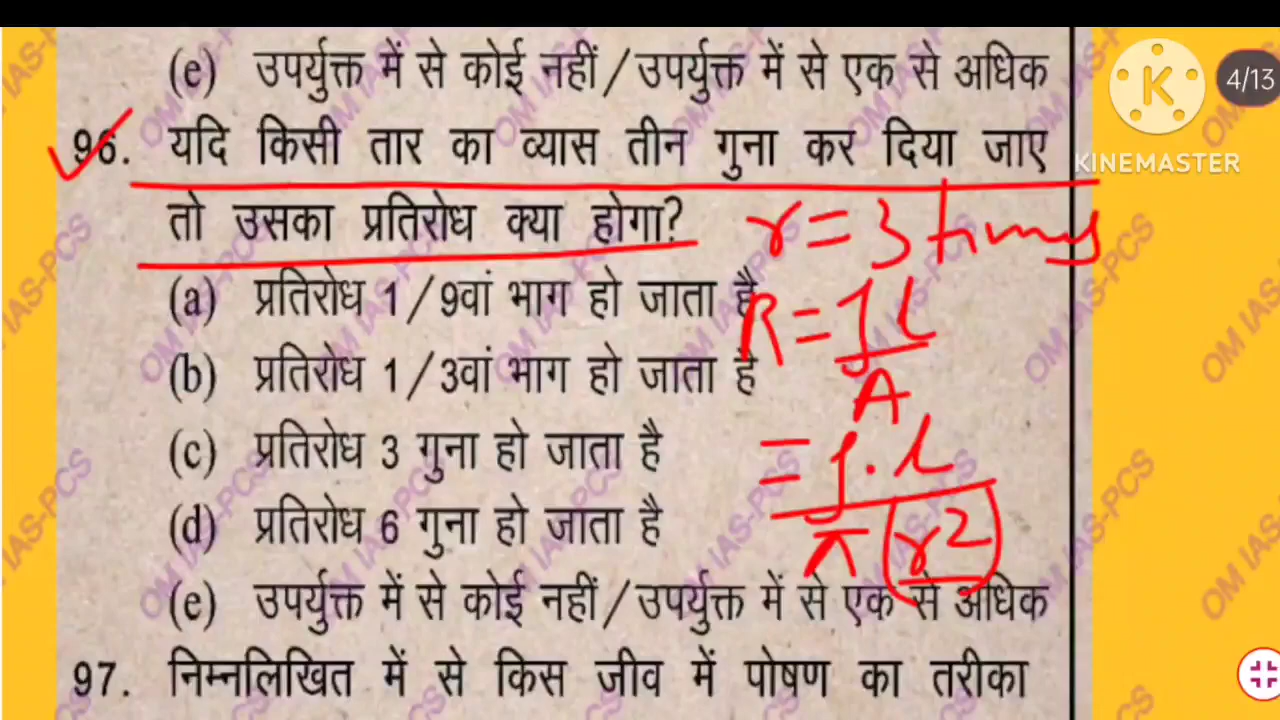 (e) उपर्युक्त में से कोई नहीं/उपर्युक्त में से एक से अधिक
4/13
K
KINEMASTER
96. यदि किसी तार का व्यास तीन गुना कर दिया जाए
तो उसका प्रतिरोध क्या होगा?
r = 3 times
(a) प्रतिरोध 1/9वां भाग हो जाता है
R = ρl
A
(b) प्रतिरोध 1/3वां भाग हो जाता है
(c) प्रतिरोध 3 गुना हो जाता है
= ρ.l
π (r2)
(d) प्रतिरोध 6 गुना हो जाता है
(e) उपर्युक्त में से कोई नहीं/उपर्युक्त में से एक से अधिक
97. निम्नलिखित में से किस जीव में पोषण का तरीका
OM IAS-PCS